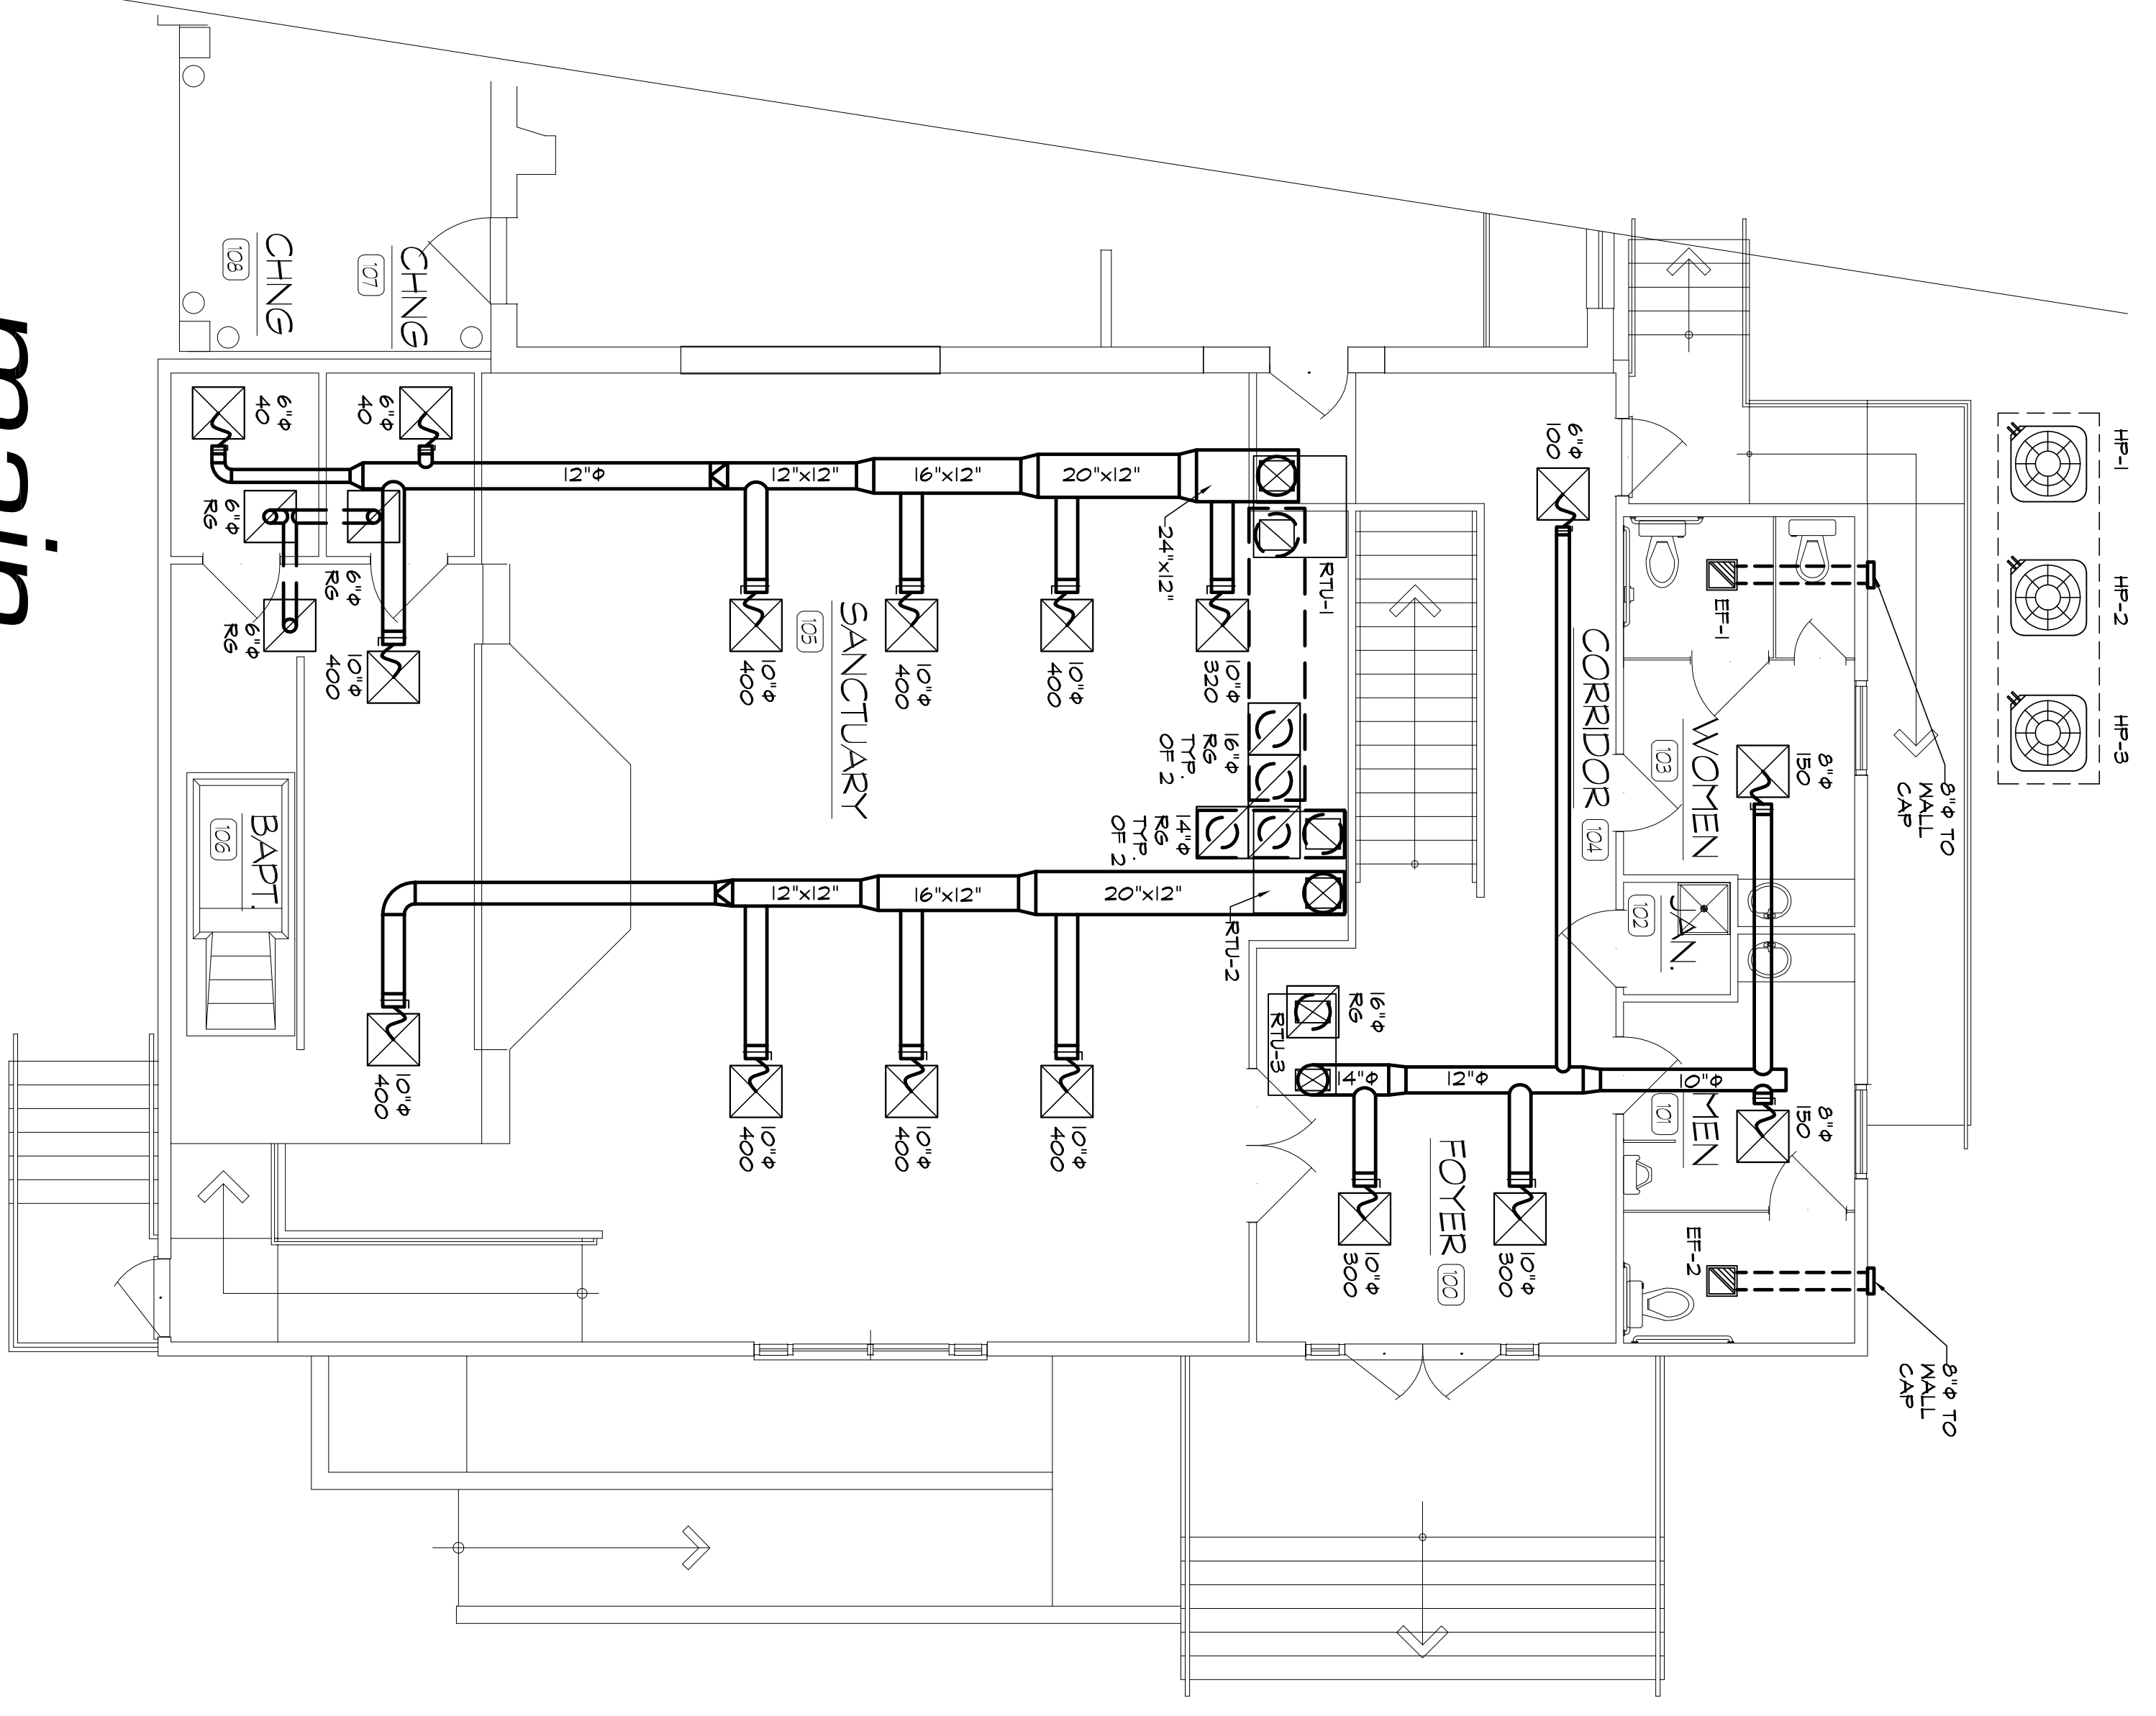 HP-1
HP-2
HP-3
8"ϕ TO
WALL
CAP
8"ϕ TO
WALL
CAP
EF-1
EF-2
WOMEN
103
8"ϕ
150
JAN.
102
MEN
101
8"ϕ
150
10"ϕ
12"ϕ
14"ϕ
6"ϕ
100
CORRIDOR
104
FOYER
100
10"ϕ
300
10"ϕ
300
16"ϕ
RG
RTU-3
RTU-1
RTU-2
24"x12"
20"x12"
16"x12"
12"x12"
12"ϕ
10"ϕ
320
10"ϕ
400
10"ϕ
400
10"ϕ
400
10"ϕ
400
16"ϕ
RG
TYP.
OF 2
14"ϕ
RG
TYP.
OF 2
SANCTUARY
105
20"x12"
16"x12"
12"x12"
10"ϕ
400
10"ϕ
400
10"ϕ
400
10"ϕ
400
CHNG
107
CHNG
108
6"ϕ
40
6"ϕ
40
6"ϕ
RG
6"ϕ
RG
6"ϕ
RG
BAPT.
106
main